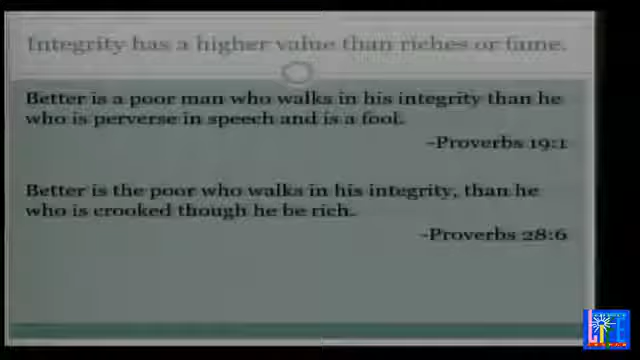 Integrity has a higher value than riches or fame.
Better is a poor man who walks in his integrity than he
who is perverse in speech and is a fool.
-Proverbs 19:1
Better is the poor who walks in his integrity, than he
who is crooked though he be rich.
-Proverbs 28:6
LIFE